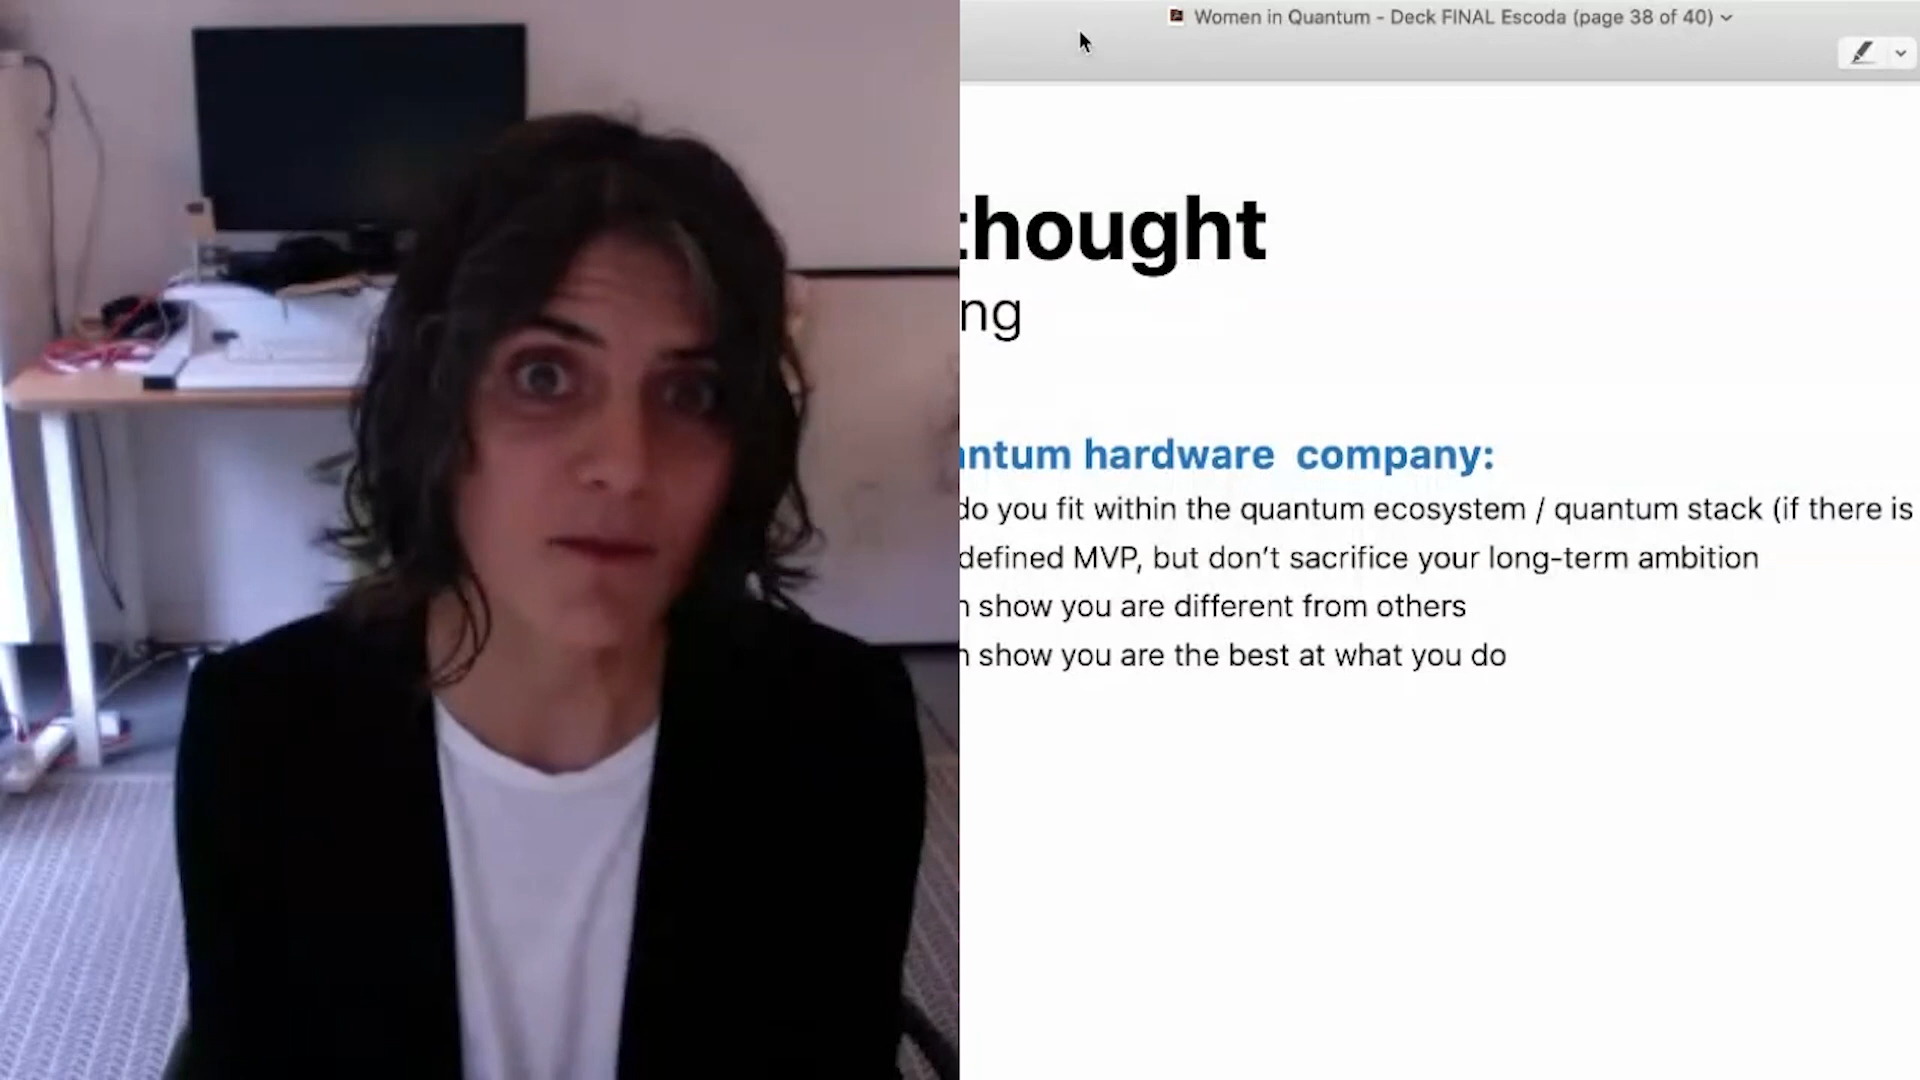 Women in Quantum - Deck FINAL Escoda (page 38 of 40)
thought
ng
antum hardware company:
do you fit within the quantum ecosystem / quantum stack (if there is
defined MVP, but don't sacrifice your long-term ambition
n show you are different from others
n show you are the best at what you do